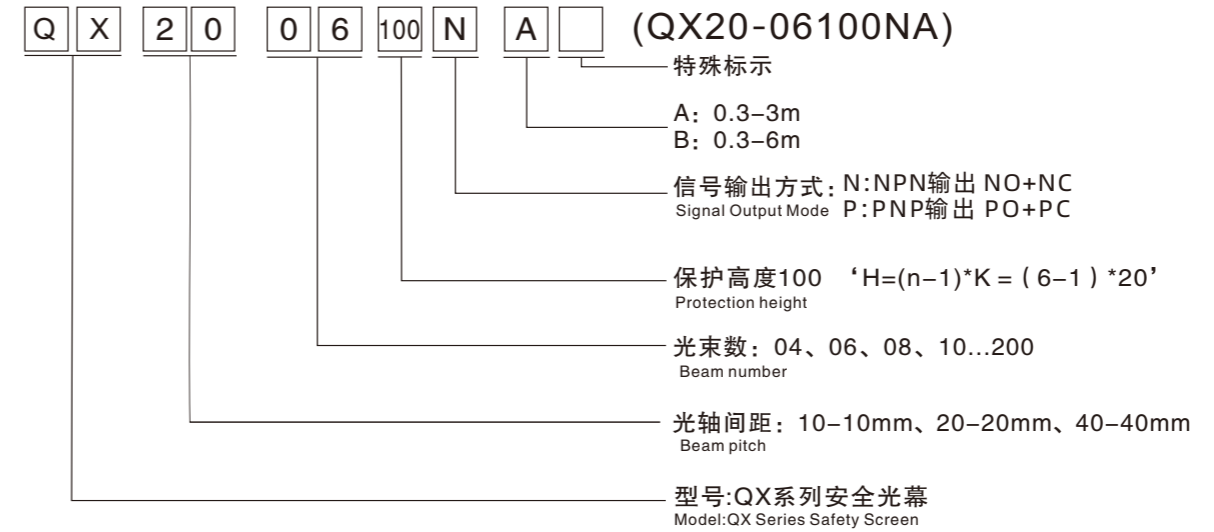 QX 20 06 100 N A (QX20-06100NA)
特殊标示
A: 0.3-3m
B: 0.3-6m
信号输出方式: N:NPN输出 NO+NC
Signal Output Mode P:PNP输出 PO+PC
保护高度100 ‘H=(n-1)*K=(6-1)*20’
Protection height
光束数: 04、06、08、10...200
Beam number
光轴间距: 10-10mm、20-20mm、40-40mm
Beam pitch
型号:QX系列安全光幕
Model:QX Series Safety Screen